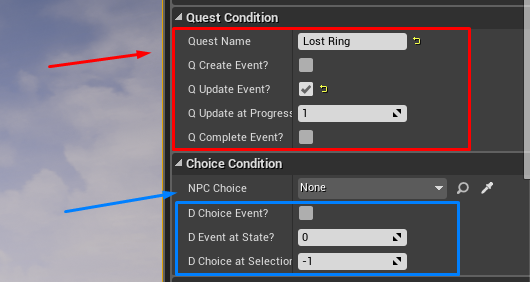 Quest Condition
Quest Name Lost Ring
Q Create Event?
Q Update Event?
Q Update at Progress 1
Q Complete Event?
Choice Condition
NPC Choice None
D Choice Event?
D Event at State? 0
D Choice at Selection -1